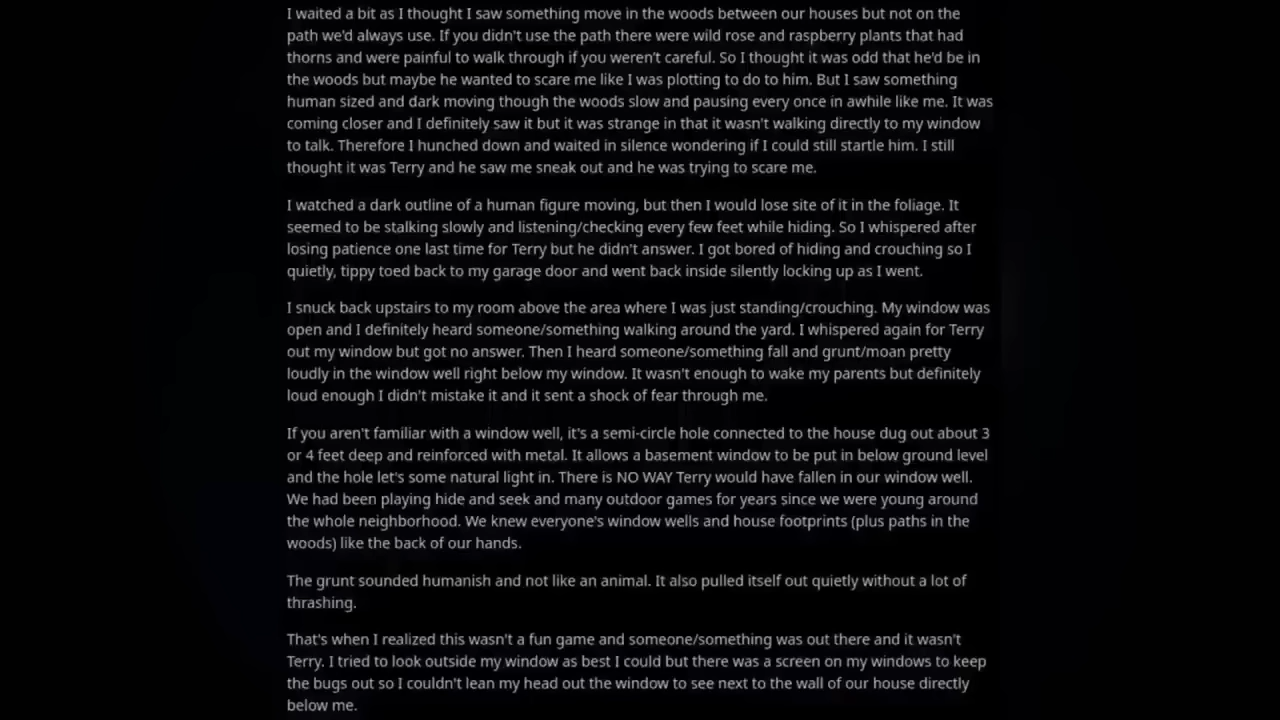 I waited a bit as I thought I saw something move in the woods between our houses but not on the
path we'd always use. If you didn't use the path there were wild rose and raspberry plants that had
thorns and were painful to walk through if you weren't careful. So I thought it was odd that he'd be in
the woods but maybe he wanted to scare me like I was plotting to do to him. But I saw something
human sized and dark moving though the woods slow and pausing every once in awhile like me. It was
coming closer and I definitely saw it but it was strange in that it wasn't walking directly to my window
to talk. Therefore I hunched down and waited in silence wondering if I could still startle him. I still
thought it was Terry and he saw me sneak out and he was trying to scare me.
I watched a dark outline of a human figure moving, but then I would lose site of it in the foliage. It
seemed to be stalking slowly and listening/checking every few feet while hiding. So I whispered after
losing patience one last time for Terry but he didn't answer. I got bored of hiding and crouching so I
quietly, tippy toed back to my garage door and went back inside silently locking up as I went.
I snuck back upstairs to my room above the area where I was just standing/crouching. My window was
open and I definitely heard someone/something walking around the yard. I whispered again for Terry
out my window but got no answer. Then I heard someone/something fall and grunt/moan pretty
loudly in the window well right below my window. It wasn't enough to wake my parents but definitely
loud enough I didn't mistake it and it sent a shock of fear through me.
If you aren't familiar with a window well, it's a semi-circle hole connected to the house dug out about 3
or 4 feet deep and reinforced with metal. It allows a basement window to be put in below ground level
and the hole let's some natural light in. There is NO WAY Terry would have fallen in our window well.
We had been playing hide and seek and many outdoor games for years since we were young around
the whole neighborhood. We knew everyone's window wells and house footprints (plus paths in the
woods) like the back of our hands.
The grunt sounded humanish and not like an animal. It also pulled itself out quietly without a lot of
thrashing.
That's when I realized this wasn't a fun game and someone/something was out there and it wasn't
Terry. I tried to look outside my window as best I could but there was a screen on my windows to keep
the bugs out so I couldn't lean my head out the window to see next to the wall of our house directly
below me.